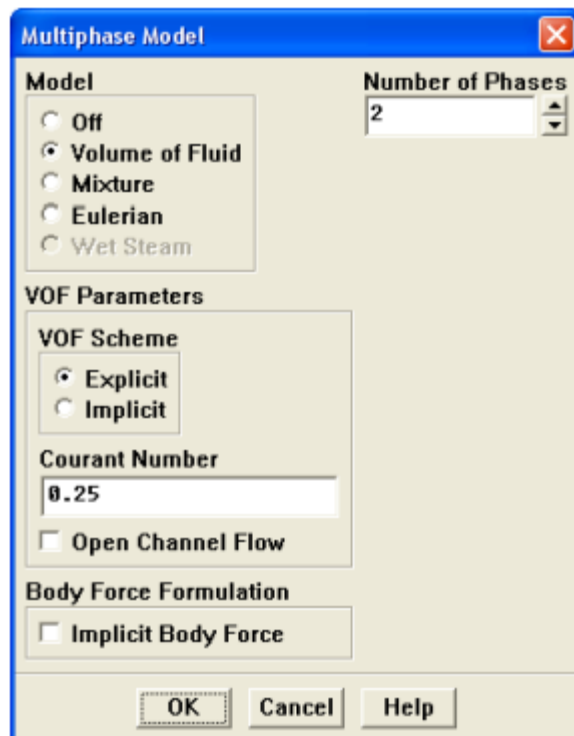 Multiphase Model
Model
Number of Phases
Off
2
Volume of Fluid
Mixture
Eulerian
Wet Steam
VOF Parameters
VOF Scheme
Explicit
Implicit
Courant Number
0.25
Open Channel Flow
Body Force Formulation
Implicit Body Force
OK Cancel Help